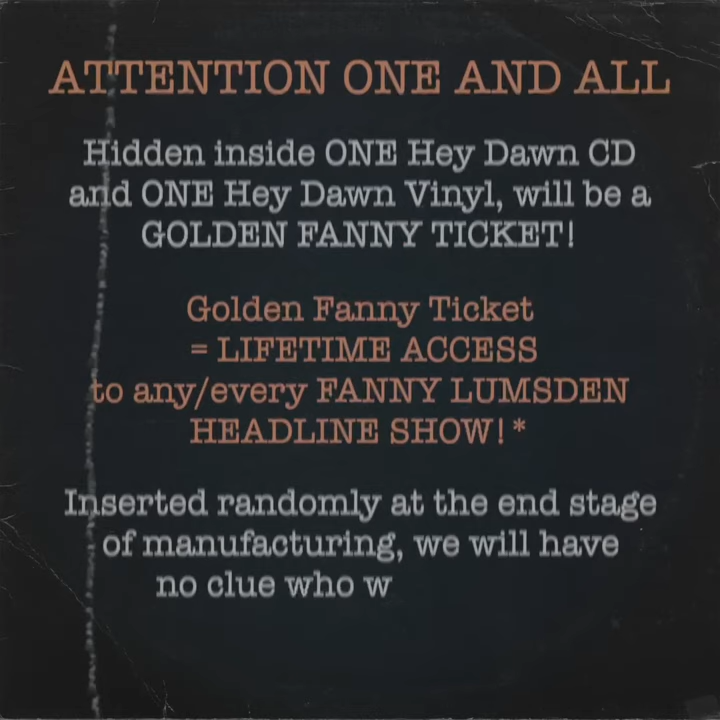 ATTENTION ONE AND ALL
Hidden inside ONE Hey Dawn CD
and ONE Hey Dawn Vinyl, will be a
GOLDEN FANNY TICKET!
Golden Fanny Ticket
= LIFETIME ACCESS
to any/every FANNY LUMSDEN
HEADLINE SHOW!*
Inserted randomly at the end stage
of manufacturing, we will have
no clue who w